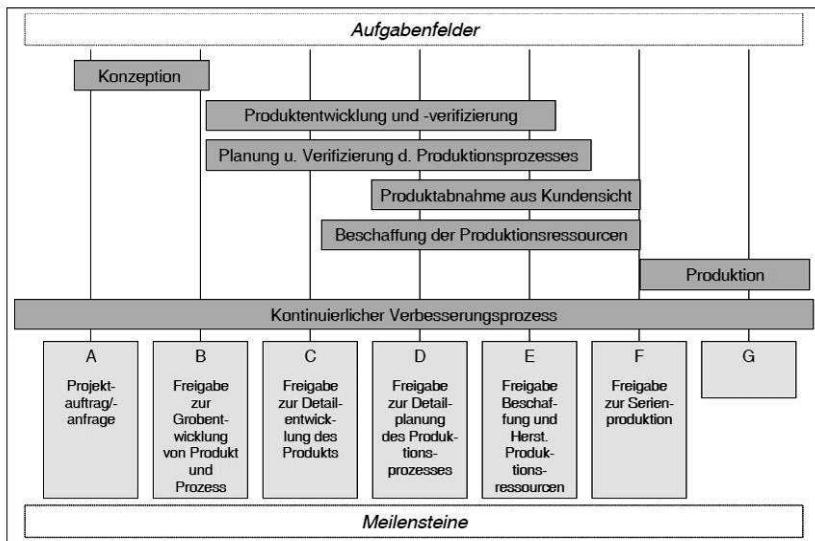 Aufgabenfelder
Konzeption
Produktentwicklung und -verifizierung
Planung u. Verifizierung d. Produktionsprozesses
Produktabnahme aus Kundensicht
Beschaffung der Produktionsressourcen
Produktion
Kontinuierlicher Verbesserungsprozess
A
Projekt-
auftrag/-
anfrage
B
Freigabe
zur
Grobent-
wicklung
von Produkt
und
Prozess
C
Freigabe
zur Detail-
entwick-
lung des
Produkts
D
Freigabe
zur Detail-
planung
des Produk-
tions-
prozesses
E
Freigabe
Beschaf-
fung und
Herst.
Produk-
tions-
ressourcen
F
Freigabe
zur Serien-
produktion
G
Meilensteine